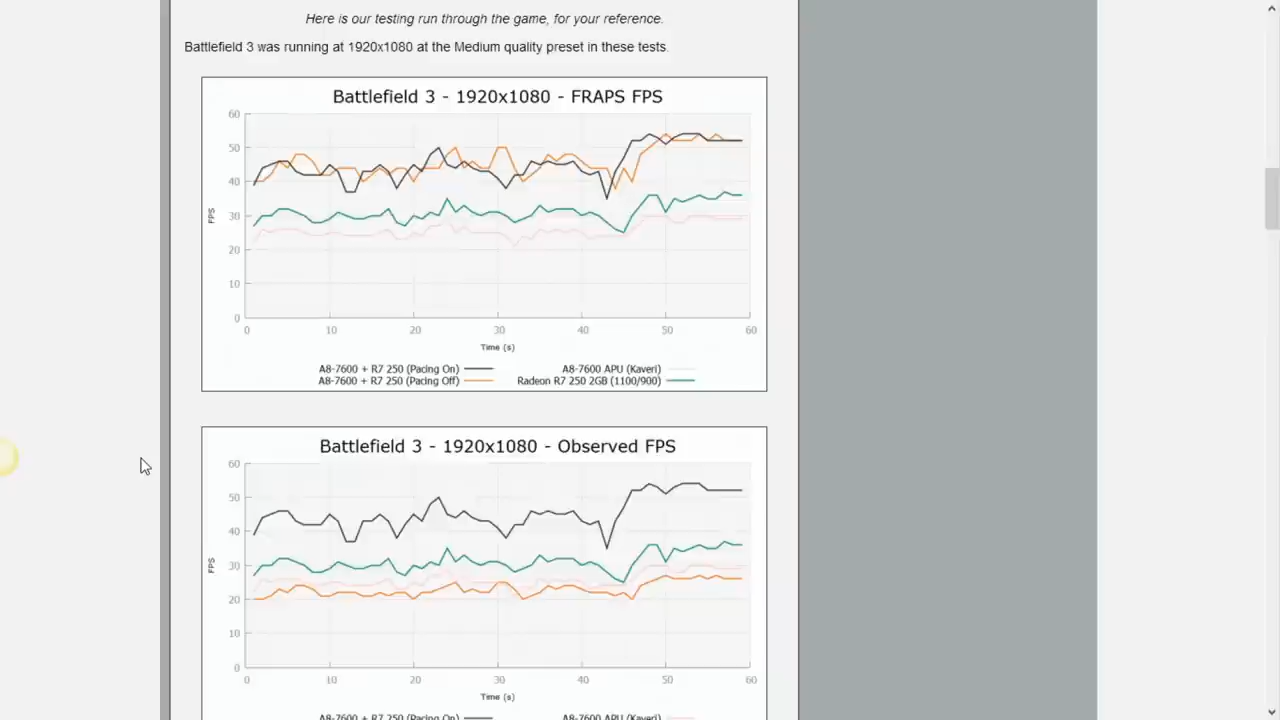 Here is our testing run through the game, for your reference.
Battlefield 3 was running at 1920x1080 at the Medium quality preset in these tests.
Battlefield 3 - 1920x1080 - FRAPS FPS
60
50
40
30
20
10
0
FPS
0 10 20 30 40 50 60
Time (s)
A8-7600 + R7 250 (Pacing On) A8-7600 APU (Kaveri)
A8-7600 + R7 250 (Pacing Off) Radeon R7 250 2GB (1100/900)
Battlefield 3 - 1920x1080 - Observed FPS
60
50
40
30
20
10
0
FPS
0 10 20 30 40 50 60
Time (s)
A8-7600 + R7 250 (Pacing On) A8-7600 APU (Kaveri)